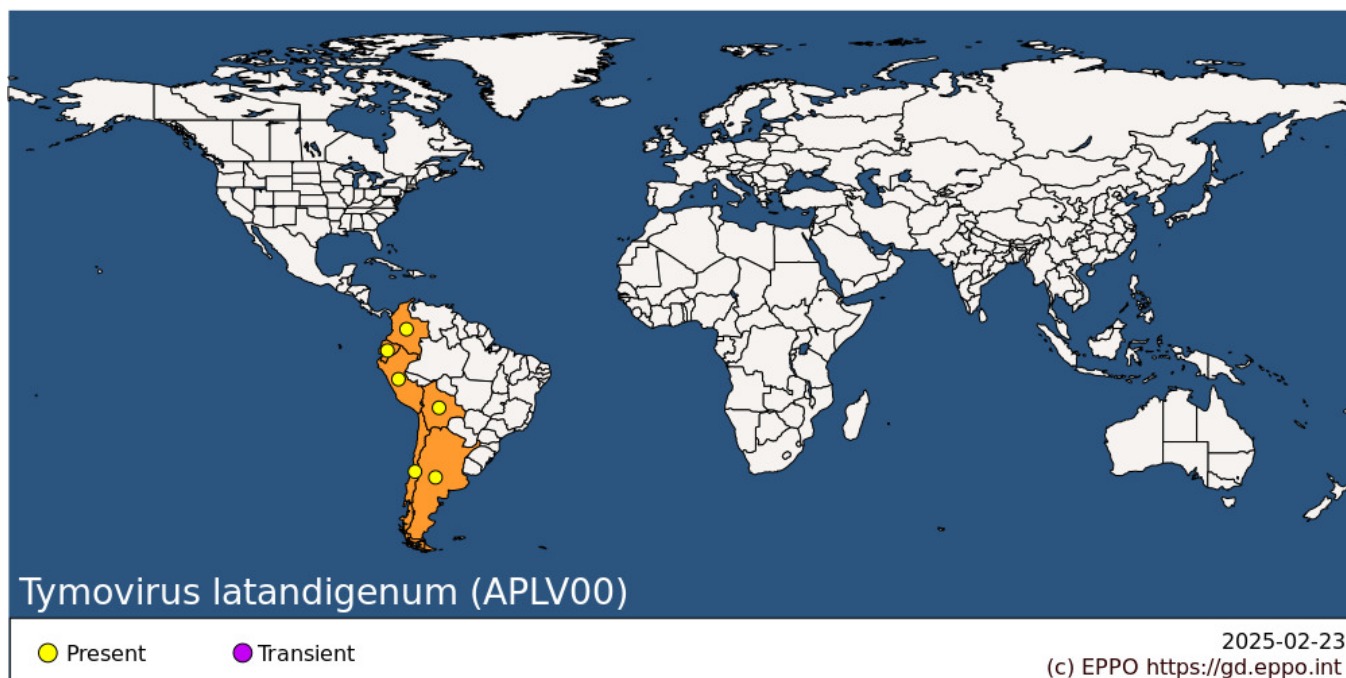 Tymovirus latandigenum (APLV00)
Present
Transient
2025-02-23
(c) EPPO https://gd.eppo.int